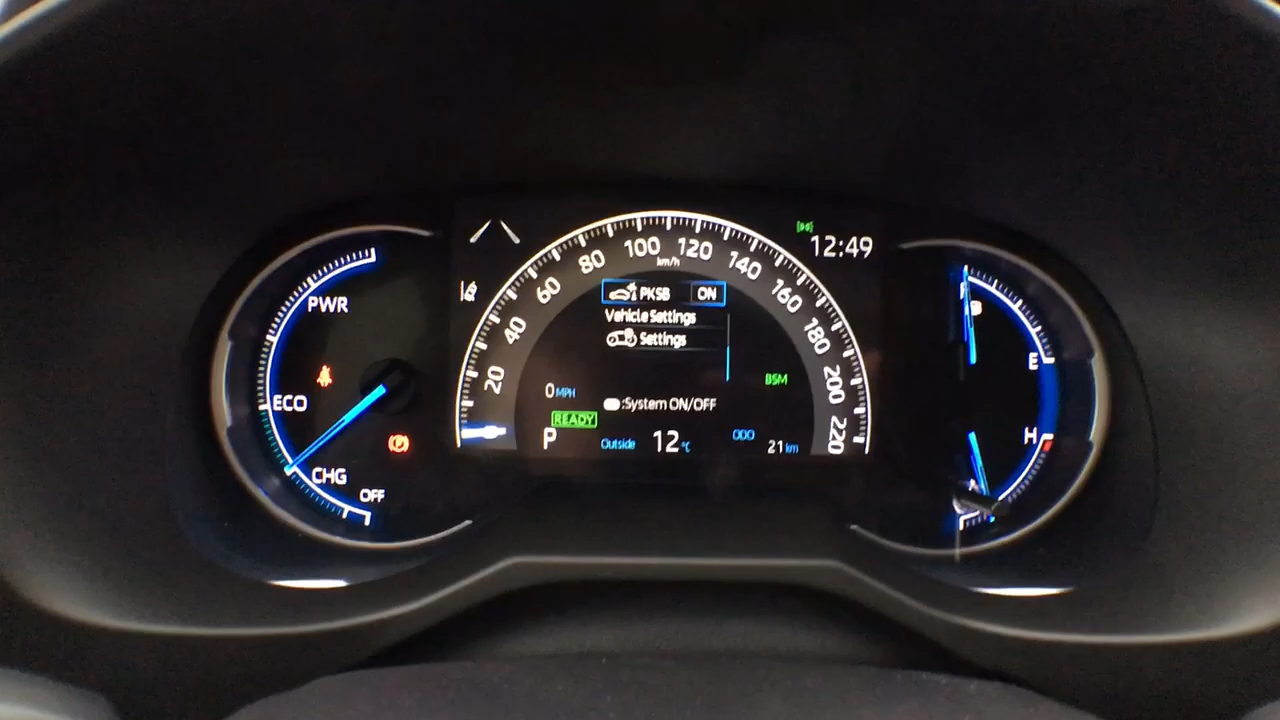 PWR
ECO
CHG
OFF
20
40
60
80
100
120
140
160
180
200
220
km/h
12:49
PKSB ON
Vehicle Settings
Settings
0 MPH
BSM
:System ON/OFF
READY
P
Outside 12°C
ODO 21 km
F
E
H